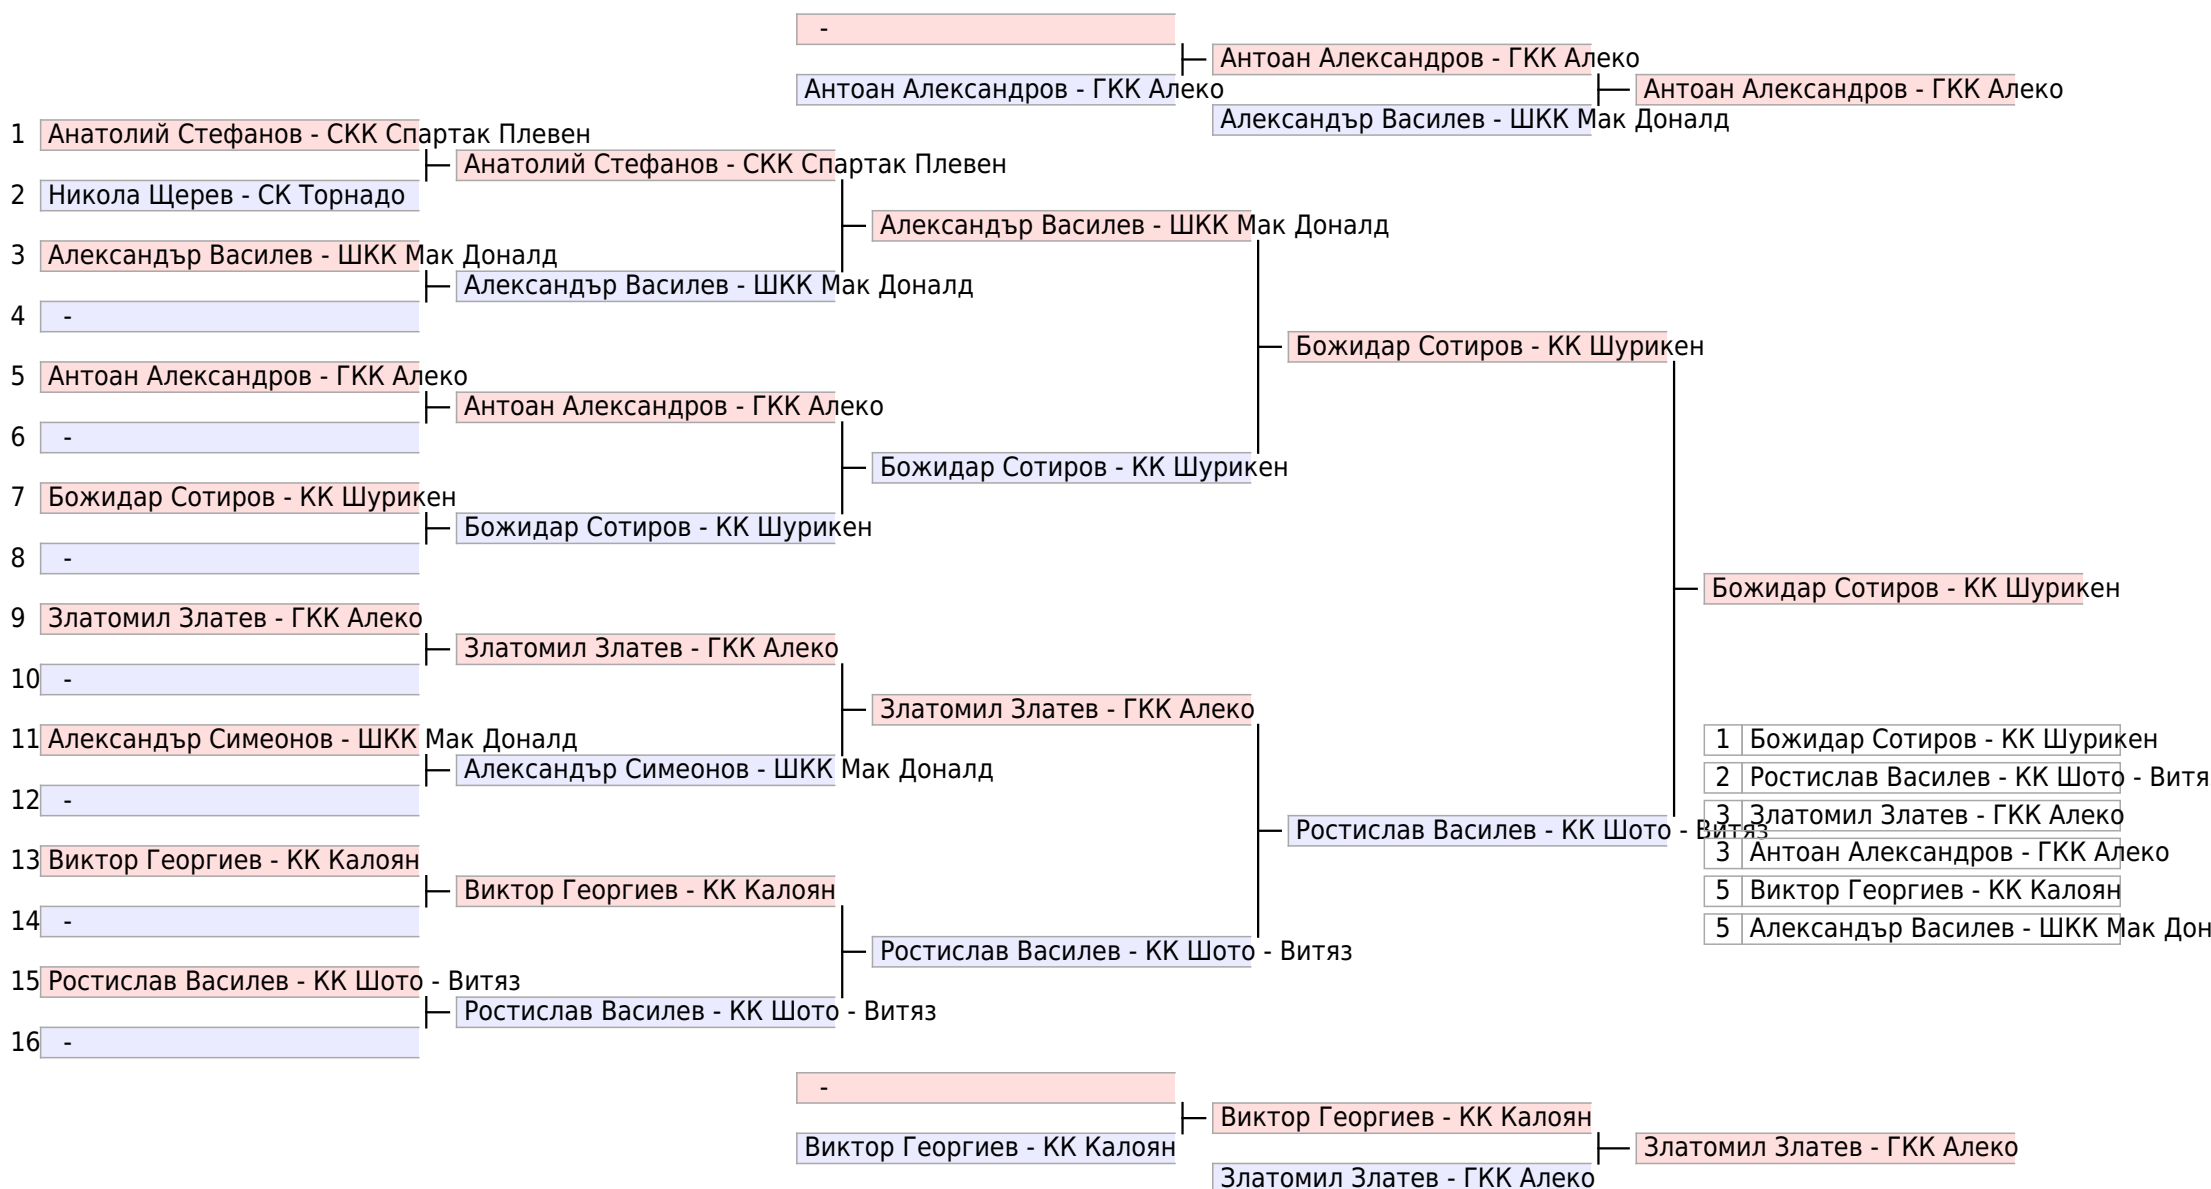 -
Антоан Александров - ГКК Алеко
Антоан Александров - ГКК Алеко
Александър Василев - ШКК Мак Доналд
Антоан Александров - ГКК Алеко
1 Анатолий Стефанов - СКК Спартак Плевен
2 Никола Щерев - СК Торнадо
3 Александър Василев - ШКК Мак Доналд
4 -
5 Антоан Александров - ГКК Алеко
6 -
7 Божидар Сотиров - КК Шурикен
8 -
9 Златомил Златев - ГКК Алеко
10 -
11 Александър Симеонов - ШКК Мак Доналд
12 -
13 Виктор Георгиев - КК Калоян
14 -
15 Ростислав Василев - КК Шото - Витяз
16 -
Анатолий Стефанов - СКК Спартак Плевен
Александър Василев - ШКК Мак Доналд
Антоан Александров - ГКК Алеко
Божидар Сотиров - КК Шурикен
Златомил Златев - ГКК Алеко
Александър Симеонов - ШКК Мак Доналд
Виктор Георгиев - КК Калоян
Ростислав Василев - КК Шото - Витяз
Александър Василев - ШКК Мак Доналд
Божидар Сотиров - КК Шурикен
Златомил Златев - ГКК Алеко
Ростислав Василев - КК Шото - Витяз
Божидар Сотиров - КК Шурикен
Ростислав Василев - КК Шото - Витяз
Божидар Сотиров - КК Шурикен
1 Божидар Сотиров - КК Шурикен
2 Ростислав Василев - КК Шото - Витя
3 Златомил Златев - ГКК Алеко
3 Антоан Александров - ГКК Алеко
5 Виктор Георгиев - КК Калоян
5 Александър Василев - ШКК Мак Дон
-
Виктор Георгиев - КК Калоян
Виктор Георгиев - КК Калоян
Златомил Златев - ГКК Алеко
Златомил Златев - ГКК Алеко